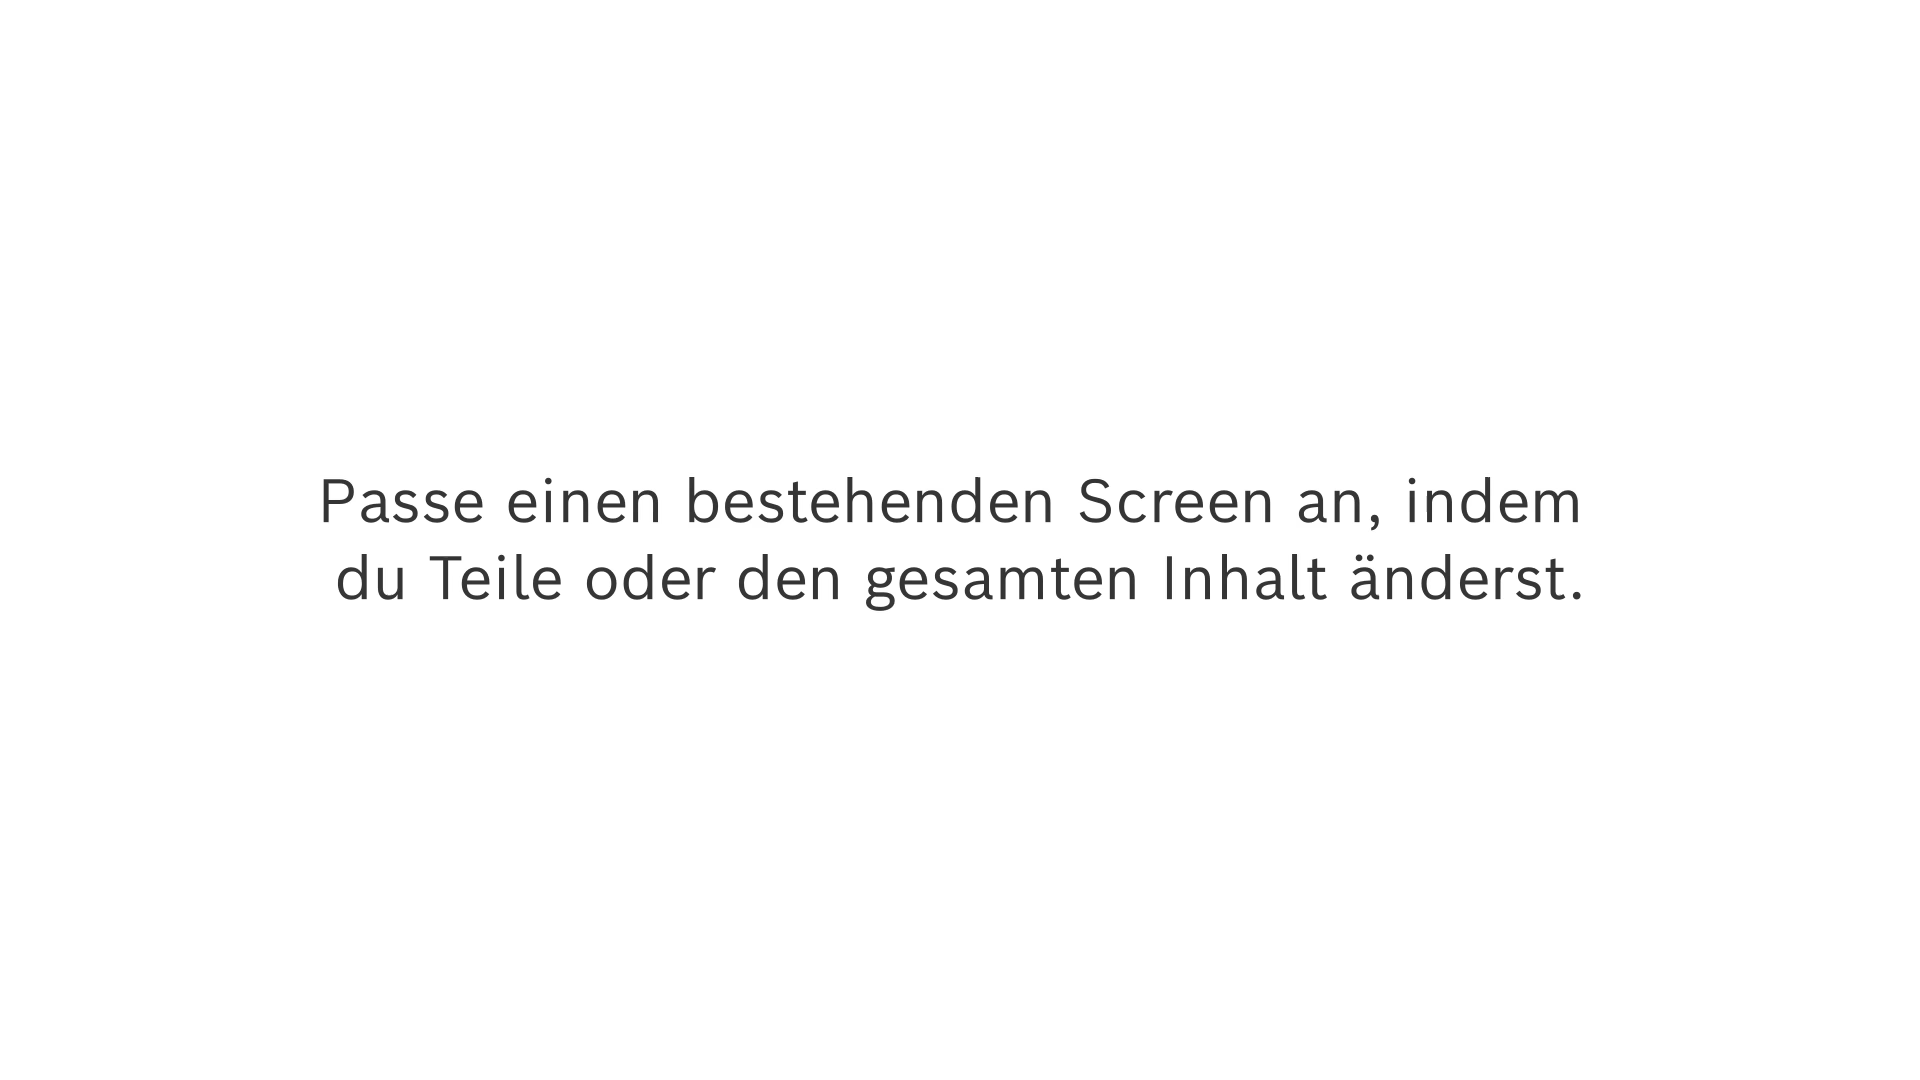 Passe einen bestehenden Screen an, indem
du Teile oder den gesamten Inhalt änderst.